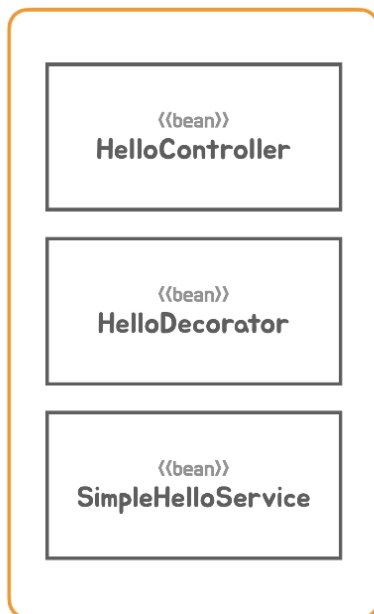 ⟪bean⟫
HelloController
⟪bean⟫
HelloDecorator
⟪bean⟫
SimpleHelloService